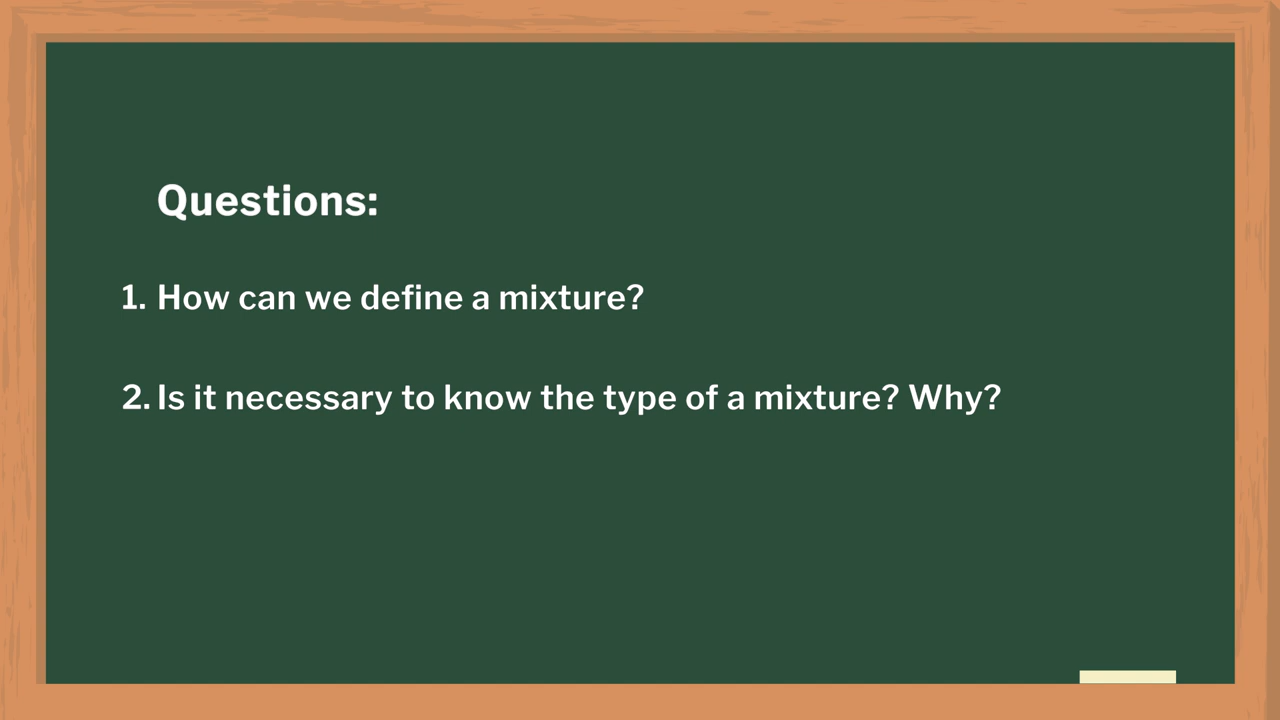 Questions:
1. How can we define a mixture?
2. Is it necessary to know the type of a mixture? Why?